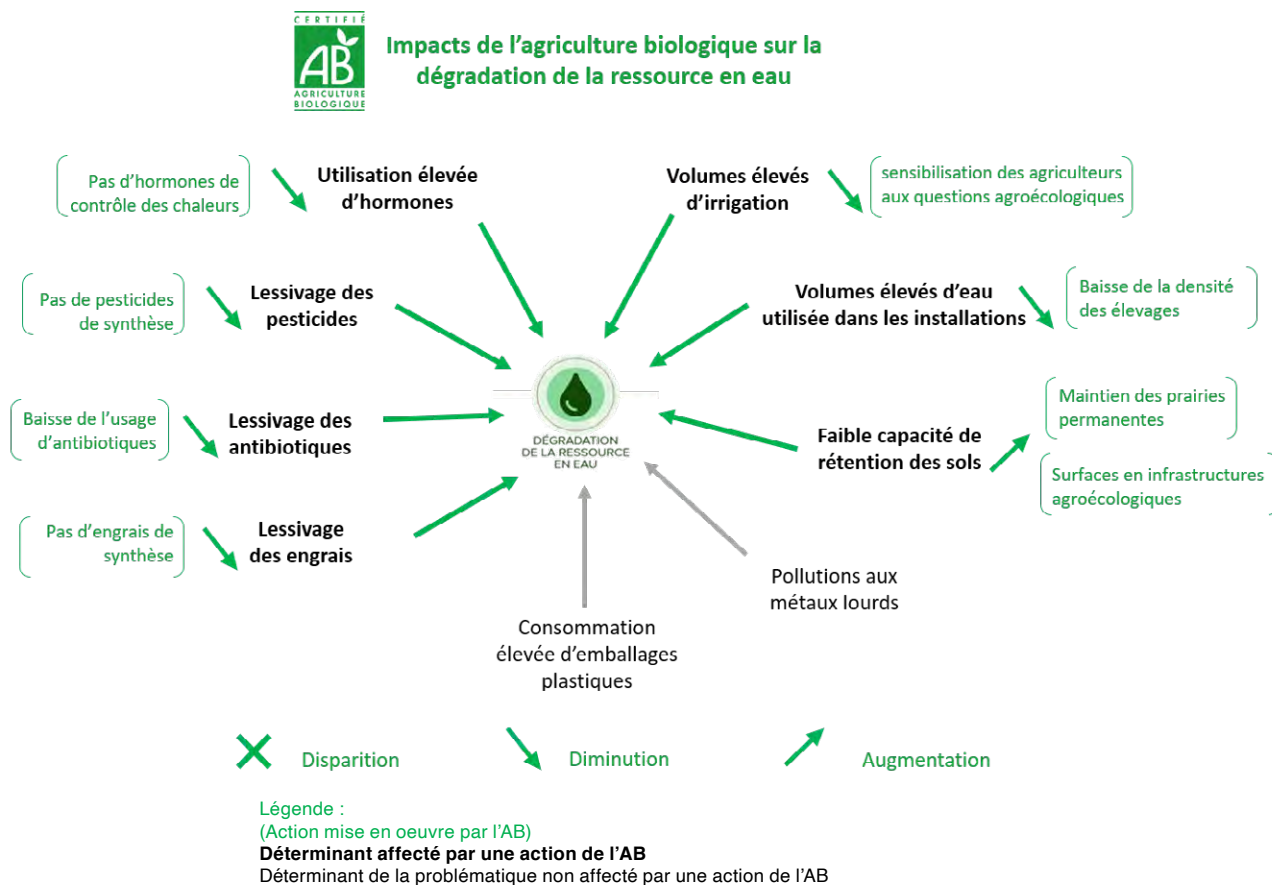 CERTIFIÉ
AB
AGRICULTURE
BIOLOGIQUE
Impacts de l'agriculture biologique sur la
dégradation de la ressource en eau
Pas d'hormones de
contrôle des chaleurs
Utilisation élevée
d'hormones
Volumes élevés
d'irrigation
sensibilisation des agriculteurs
aux questions agroécologiques
Pas de pesticides
de synthèse
Lessivage des
pesticides
Volumes élevés d'eau
utilisée dans les installations
Baisse de la densité
des élevages
Baisse de l'usage
d'antibiotiques
Lessivage des
antibiotiques
DÉGRADATION
DE LA RESSOURCE
EN EAU
Faible capacité de
rétention des sols
Maintien des prairies
permanentes
Surfaces en infrastructures
agroécologiques
Pas d'engrais de
synthèse
Lessivage
des engrais
Pollutions aux
métaux lourds
Consommation
élevée d'emballages
plastiques
Disparition
Diminution
Augmentation
Légende :
(Action mise en oeuvre par l'AB)
Déterminant affecté par une action de l'AB
Déterminant de la problématique non affecté par une action de l'AB